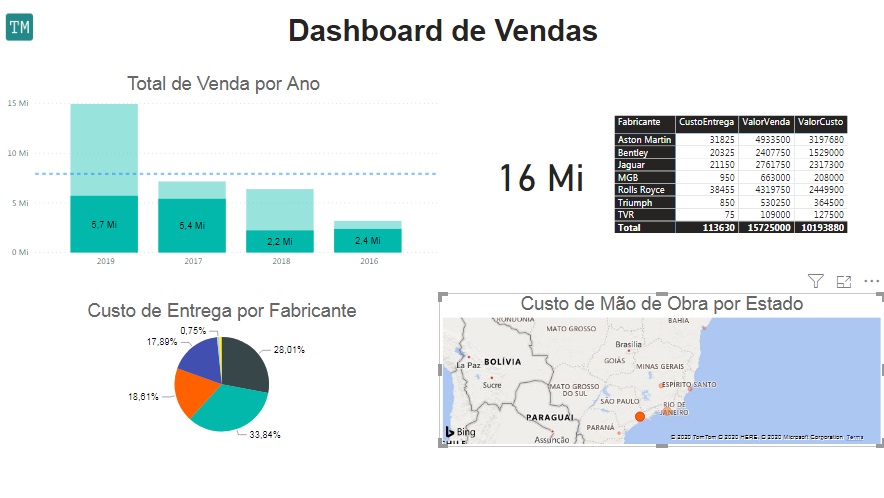 TM
Dashboard de Vendas
Total de Venda por Ano
15 Mi
10 Mi
5 Mi
0 Mi
5,7 Mi
5,4 Mi
2,2 Mi
2,4 Mi
2019
2017
2018
2016
16 Mi
Fabricante CustoEntrega ValorVenda ValorCusto
Aston Martin 31825 4933500 3197680
Bentley 20325 2407750 1529000
Jaguar 21150 2761750 2317300
MGB 950 663000 208000
Rolls Royce 38455 4319750 2449900
Triumph 850 530250 364500
TVR 75 109000 127500
Total 113630 15725000 10193880
Custo de Entrega por Fabricante
0,75%
17,89%
28,01%
18,61%
33,84%
Custo de Mão de Obra por Estado
RONDÔNIA
MATO GROSSO
BAHIA
Brasília
La Paz
BOLÍVIA
GOIÁS
MINAS GERAIS
Sucre
MATO GROSSO
DO SUL
ESPÍRITO SANTO
SÃO PAULO
RIO DE
JANEIRO
PARAGUAI
PARANÁ
Bing
Assunção
CHILE
© 2020 TomTom © 2020 HERE, © 2020 Microsoft Corporation Terms